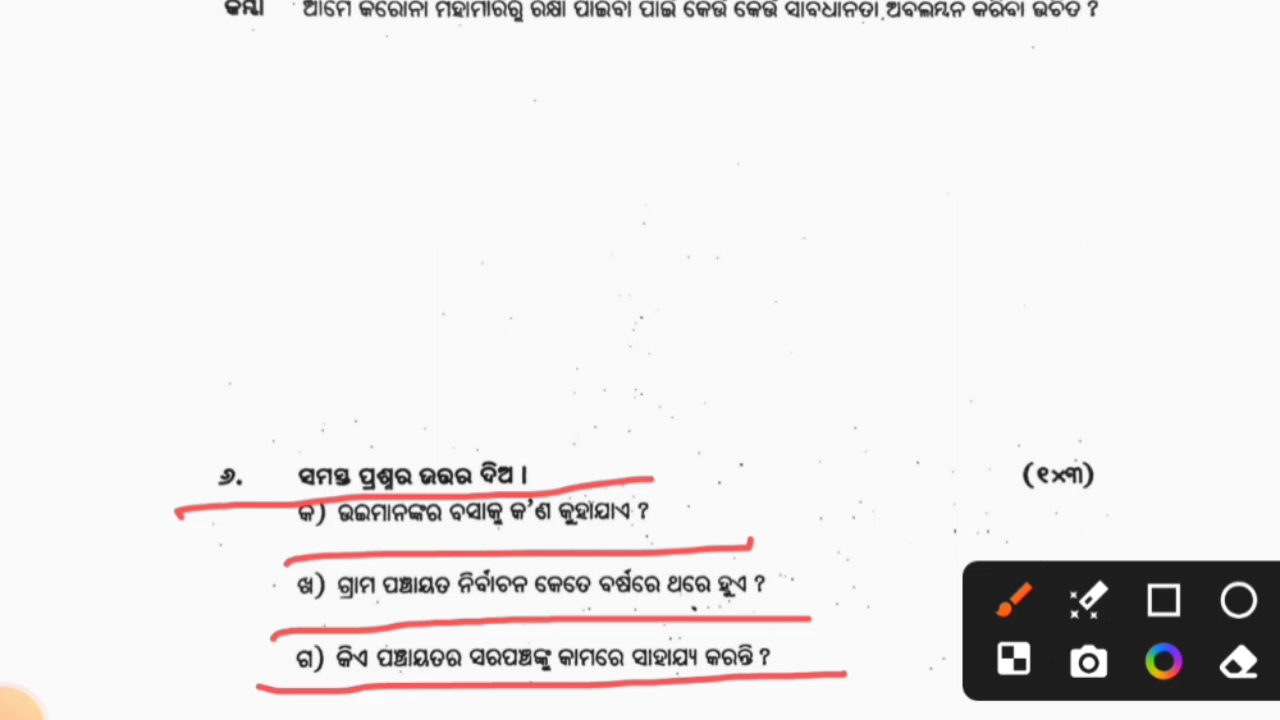 କିମ୍ବା ଆମେ କରୋନା ମହାମାରୀରୁ ରକ୍ଷା ପାଇବା ପାଇଁ କେଉଁ କେଉଁ ସାବଧାନତା ଅବଲମ୍ବନ କରିବା ଉଚିତ ?
୬. ସମସ୍ତ ପ୍ରଶ୍ନର ଉତ୍ତର ଦିଅ । (୧×୩)
କ) ଉଇମାନଙ୍କର ବସାକୁ କ'ଣ କୁହାଯାଏ ?
ଖ) ଗ୍ରାମ ପଞ୍ଚାୟତ ନିର୍ବାଚନ କେତେ ବର୍ଷରେ ଥରେ ହୁଏ ?
ଗ) କିଏ ପଞ୍ଚାୟତର ସରପଞ୍ଚଙ୍କୁ କାମରେ ସାହାଯ୍ୟ କରନ୍ତି ?